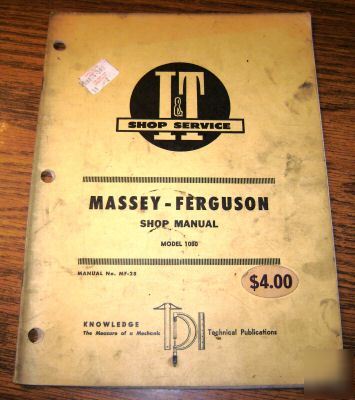 I&T
SHOP SERVICE
MASSEY-FERGUSON
SHOP MANUAL
MODEL 1080
MANUAL No. MF-28
$4.00
KNOWLEDGE
The Measure of a Mechanic
TPI
Technical Publications